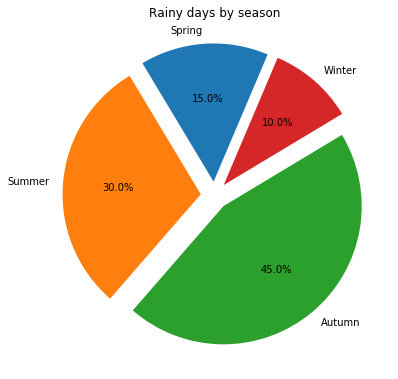 Rainy days by season
Spring
Winter
15.0%
10.0%
Summer
30.0%
45.0%
Autumn